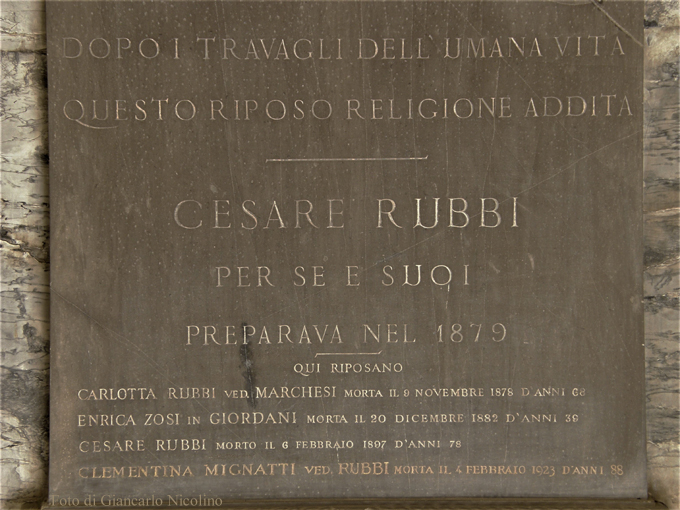 DOPO I TRAVAGLI DELL'UMANA VITA
QUESTO RIPOSO RELIGIONE ADDITA
CESARE RUBBI
PER SE E SUOI
PREPARAVA NEL 1879
QUI RIPOSANO
CARLOTTA RUBBI VED. MARCHESI MORTA IL 9 NOVEMBRE 1878 D'ANNI 68
ENRICA ZOSI IN GIORDANI MORTA IL 20 DICEMBRE 1882 D'ANNI 39
CESARE RUBBI MORTO IL 6 FEBBRAIO 1897 D'ANNI 78
CLEMENTINA MIGNATTI VED. RUBBI MORTA IL 4 FEBBRAIO 1923 D'ANNI 88
Foto di Giancarlo Nicolino